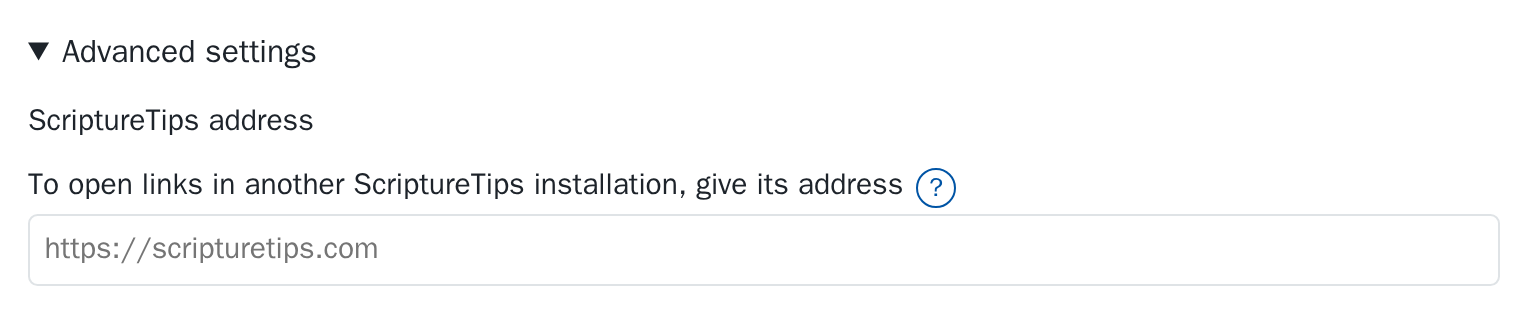 ▼ Advanced settings
ScriptureTips address
To open links in another ScriptureTips installation, give its address ?
https://scripturetips.com